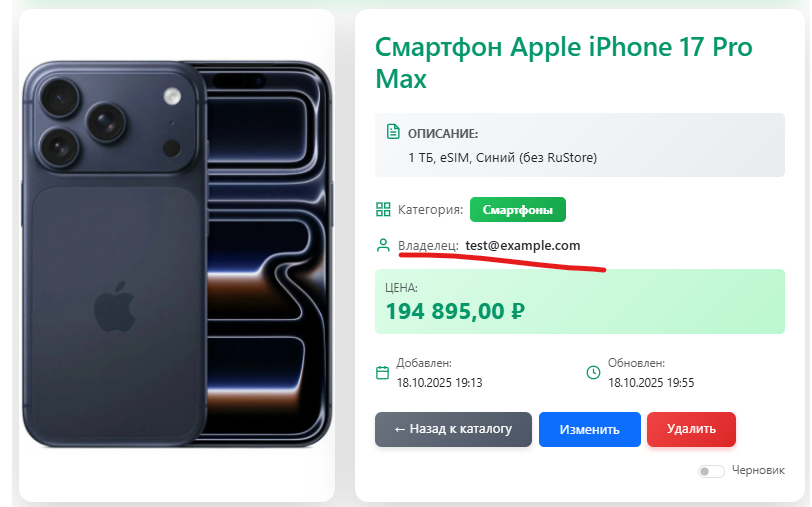 Смартфон Apple iPhone 17 Pro
Max
ОПИСАНИЕ:
1 ТБ, eSIM, Синий (без RuStore)
Категория: Смартфоны
Владелец: test@example.com
ЦЕНА:
194 895,00 ₽
Добавлен:
18.10.2025 19:13
Обновлен:
18.10.2025 19:55
← Назад к каталогу
Изменить
Удалить
Черновик